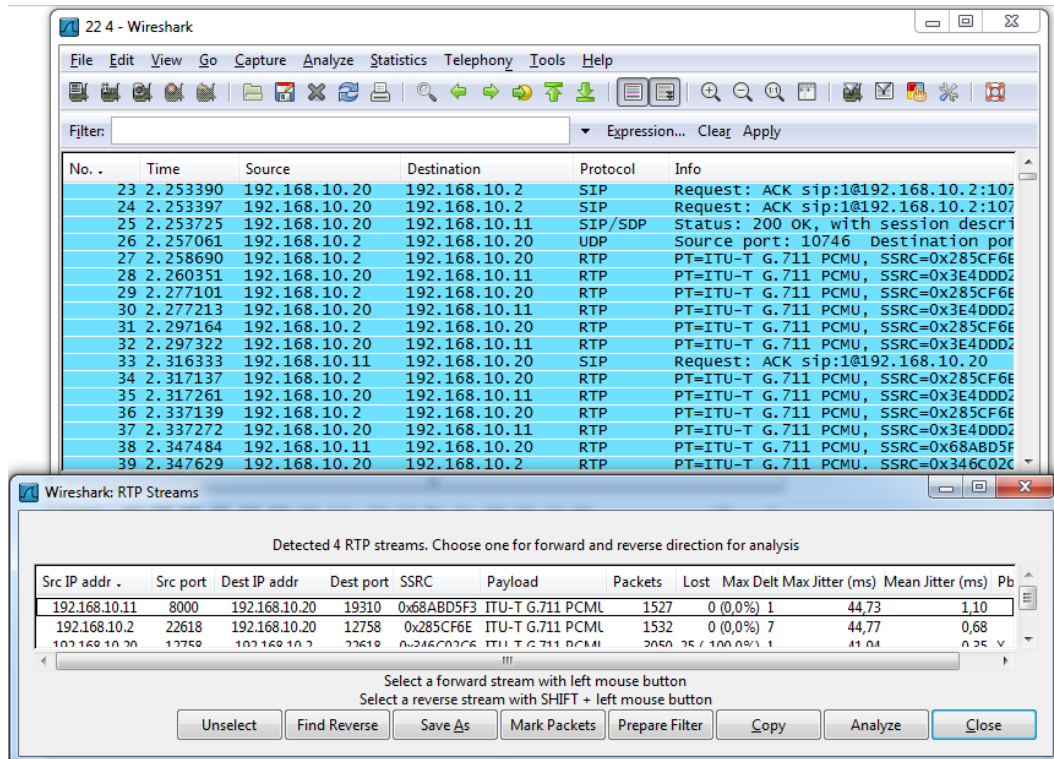 22 4 - Wireshark
File Edit View Go Capture Analyze Statistics Telephony Tools Help
Filter: Expression... Clear Apply
No. . Time Source Destination Protocol Info
23 2.253390 192.168.10.20 192.168.10.2 SIP Request: ACK sip:1@192.168.10.2:107
24 2.253397 192.168.10.20 192.168.10.2 SIP Request: ACK sip:1@192.168.10.2:107
25 2.253725 192.168.10.20 192.168.10.11 SIP/SDP Status: 200 OK, with session descri
26 2.257061 192.168.10.2 192.168.10.20 UDP Source port: 10746 Destination por
27 2.258690 192.168.10.2 192.168.10.20 RTP PT=ITU-T G.711 PCMU, SSRC=0x285CF6E
28 2.260351 192.168.10.20 192.168.10.11 RTP PT=ITU-T G.711 PCMU, SSRC=0x3E4DDD2
29 2.277101 192.168.10.2 192.168.10.20 RTP PT=ITU-T G.711 PCMU, SSRC=0x285CF6E
30 2.277213 192.168.10.20 192.168.10.11 RTP PT=ITU-T G.711 PCMU, SSRC=0x3E4DDD2
31 2.297164 192.168.10.2 192.168.10.20 RTP PT=ITU-T G.711 PCMU, SSRC=0x285CF6E
32 2.297322 192.168.10.20 192.168.10.11 RTP PT=ITU-T G.711 PCMU, SSRC=0x3E4DDD2
33 2.316333 192.168.10.11 192.168.10.20 SIP Request: ACK sip:1@192.168.10.20
34 2.317137 192.168.10.2 192.168.10.20 RTP PT=ITU-T G.711 PCMU, SSRC=0x285CF6E
35 2.317261 192.168.10.20 192.168.10.11 RTP PT=ITU-T G.711 PCMU, SSRC=0x3E4DDD2
36 2.337139 192.168.10.2 192.168.10.20 RTP PT=ITU-T G.711 PCMU, SSRC=0x285CF6E
37 2.337272 192.168.10.20 192.168.10.11 RTP PT=ITU-T G.711 PCMU, SSRC=0x3E4DDD2
38 2.347484 192.168.10.11 192.168.10.20 RTP PT=ITU-T G.711 PCMU, SSRC=0x68ABD5F
39 2.347629 192.168.10.20 192.168.10.2 RTP PT=ITU-T G.711 PCMU, SSRC=0x346C02C
Wireshark: RTP Streams
Detected 4 RTP streams. Choose one for forward and reverse direction for analysis
Src IP addr . Src port Dest IP addr Dest port SSRC Payload Packets Lost Max Delt Max Jitter (ms) Mean Jitter (ms) Pb
192.168.10.11 8000 192.168.10.20 19310 0x68ABD5F3 ITU-T G.711 PCMU 1527 0 (0,0%) 1 44,73 1,10
192.168.10.2 22618 192.168.10.20 12758 0x285CF6E ITU-T G.711 PCMU 1532 0 (0,0%) 7 44,77 0,68
192.168.10.20 12758 192.168.10.2 22618 0x346C02C6 ITU-T G.711 PCMU 3050 41,94 0,35
Select a forward stream with left mouse button
Select a reverse stream with SHIFT + left mouse button
Unselect Find Reverse Save As Mark Packets Prepare Filter Copy Analyze Close